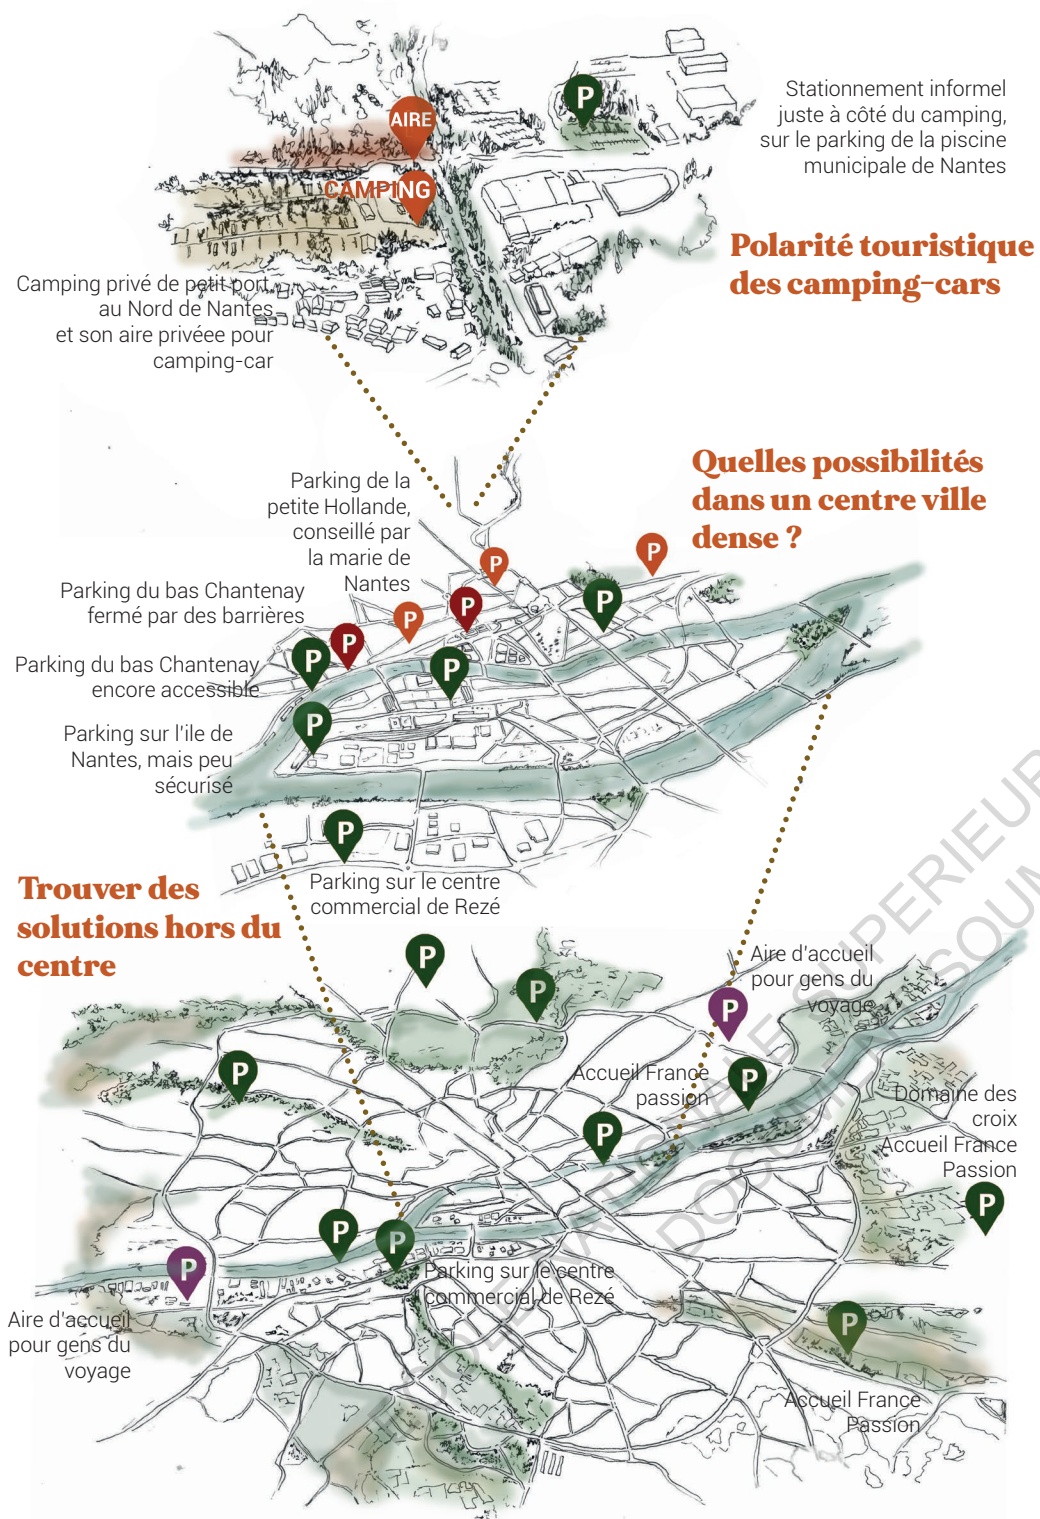 Stationnement informel
juste à côté du camping,
sur le parking de la piscine
municipale de Nantes
P
AIRE
CAMPING
Polarité touristique
des camping-cars
Camping privé de petit port,
au Nord de Nantes
et son aire privéee pour
camping-car
Quelles possibilités
dans un centre ville
dense ?
Parking de la
petite Hollande,
conseillé par
la marie de
Nantes
P
P
P
P
P
Parking du bas Chantenay
fermé par des barrières
P
P
P
Parking du bas Chantenay
encore accessible
P
Parking sur l'ile de
Nantes, mais peu
sécurisé
P
Parking sur le centre
commercial de Rezé
Trouver des
solutions hors du
centre
P
P
Aire d'accueil
pour gens du
voyage
P
P
Accueil France
passion
P
P
Domaine des
croix
Accueil France
Passion
P
P
P
P
Parking sur le centre
commercial de Rezé
Aire d'accueil
pour gens du
voyage
P
Accueil France
Passion